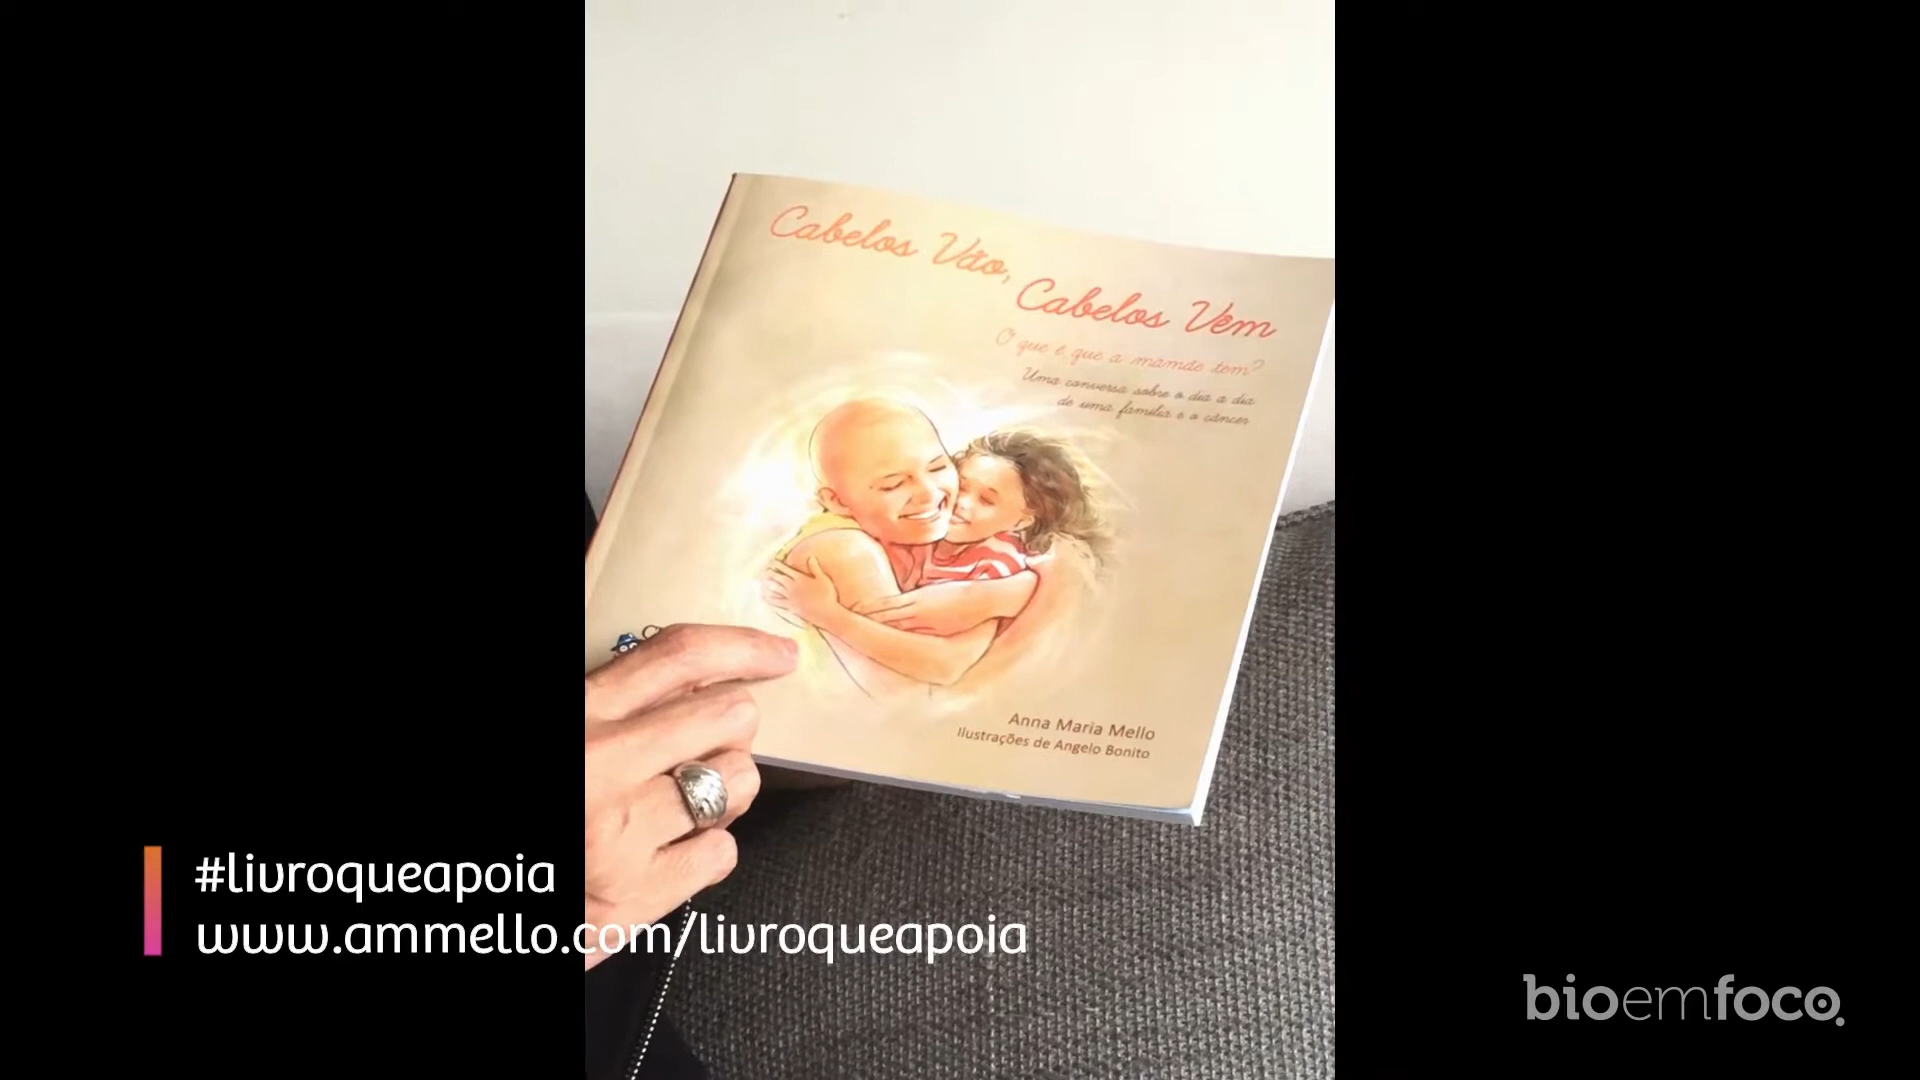 Cabelos Vão,
Cabelos Vêm
O que é que a mamãe tem?
Uma conversa sobre o dia a dia
de uma família e o câncer
Anna Maria Mello
Ilustrações de Angelo Bonito
#livroqueapoia
www.ammello.com/livroqueapoia
bioemfoco.